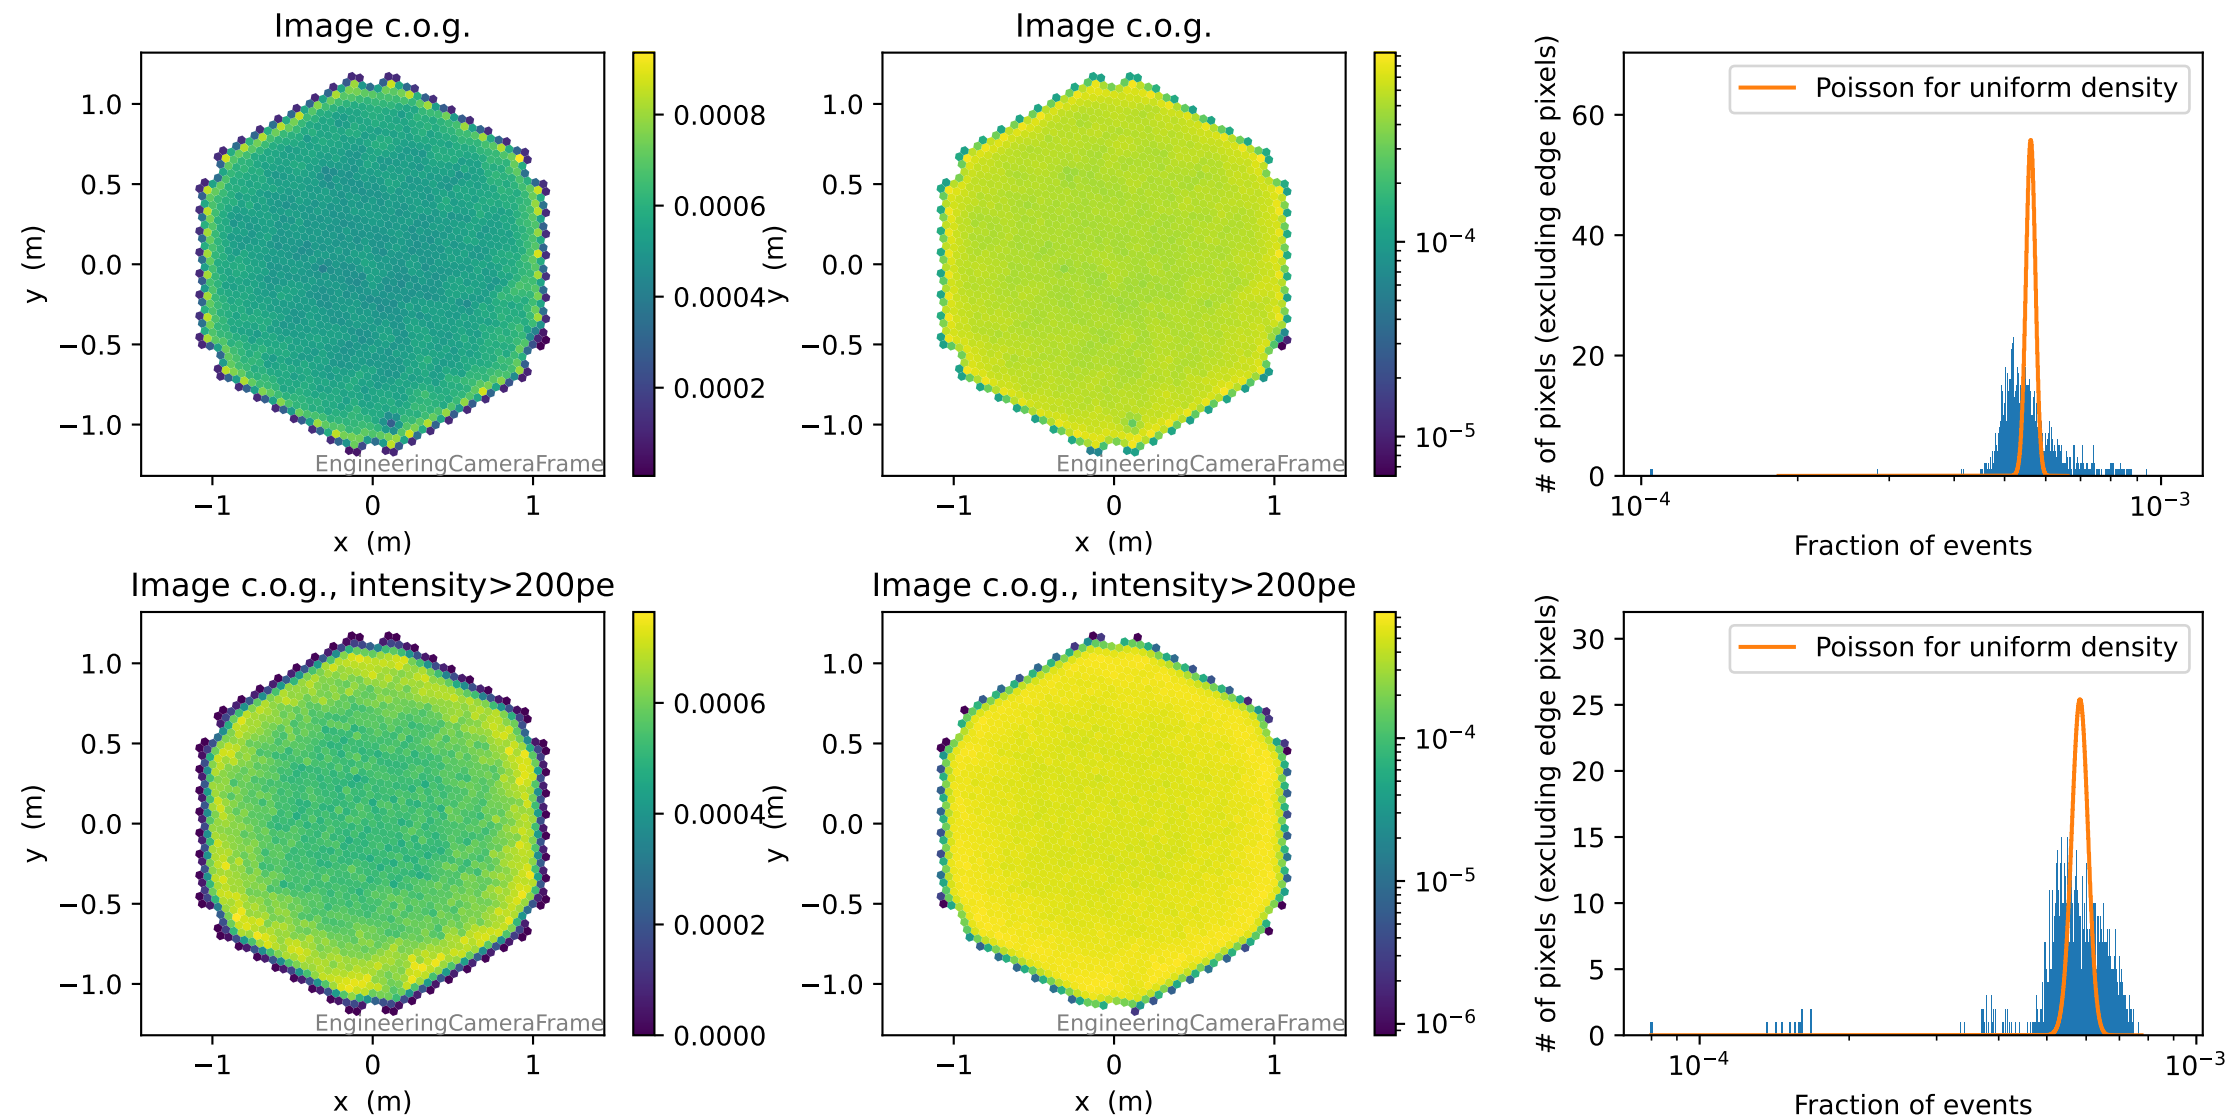 Image c.o.g.
1.0
0.5
0.0
−0.5
−1.0
y (m)
−1
0
1
x (m)
EngineeringCameraFrame
0.0008
0.0006
0.0004
0.0002
Image c.o.g.
1.0
0.5
0.0
−0.5
−1.0
y (m)
−1
0
1
x (m)
EngineeringCameraFrame
10⁻⁴
10⁻⁵
# of pixels (excluding edge pixels)
60
40
20
0
Poisson for uniform density
10⁻⁴
10⁻³
Fraction of events
Image c.o.g., intensity>200pe
1.0
0.5
0.0
−0.5
−1.0
y (m)
−1
0
1
x (m)
EngineeringCameraFrame
0.0006
0.0004
0.0002
0.0000
Image c.o.g., intensity>200pe
1.0
0.5
0.0
−0.5
−1.0
y (m)
−1
0
1
x (m)
EngineeringCameraFrame
10⁻⁴
10⁻⁵
10⁻⁶
# of pixels (excluding edge pixels)
30
25
20
15
10
5
0
Poisson for uniform density
10⁻⁴
10⁻³
Fraction of events